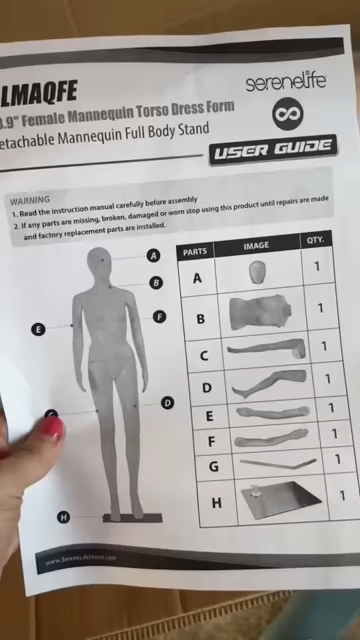 LMAQFE
serenelife
.9" Female Mannequin Torso Dress Form
etachable Mannequin Full Body Stand
USER GUIDE
WARNING
1. Read the instruction manual carefully before assembly
2. If any parts are missing, broken, damaged or worn stop using this product until repairs are made
and factory replacement parts are installed.
PARTS IMAGE QTY.
A 1
B 1
C 1
D 1
E 1
F 1
G 1
H 1
A
B
F
E
D
H
www.SereneLifeHome.com